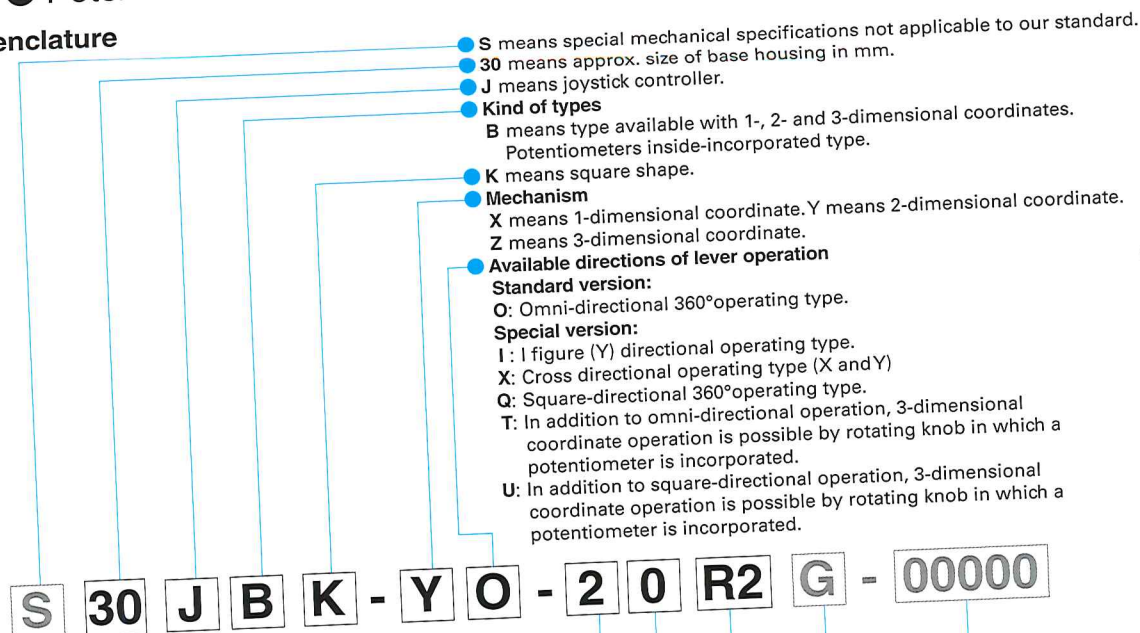 enclature
S means special mechanical specifications not applicable to our standard.
30 means approx. size of base housing in mm.
J means joystick controller.
Kind of types
B means type available with 1-, 2- and 3-dimensional coordinates.
Potentiometers inside-incorporated type.
K means square shape.
Mechanism
X means 1-dimensional coordinate. Y means 2-dimensional coordinate.
Z means 3-dimensional coordinate.
Available directions of lever operation
Standard version:
O: Omni-directional 360°operating type.
Special version:
I : I figure (Y) directional operating type.
X: Cross directional operating type (X and Y)
Q: Square-directional 360°operating type.
T: In addition to omni-directional operation, 3-dimensional
coordinate operation is possible by rotating knob in which a
potentiometer is incorporated.
U: In addition to square-directional operation, 3-dimensional
coordinate operation is possible by rotating knob in which a
potentiometer is incorporated.
S 30 J B K - Y O - 2 0 R2 G - 00000